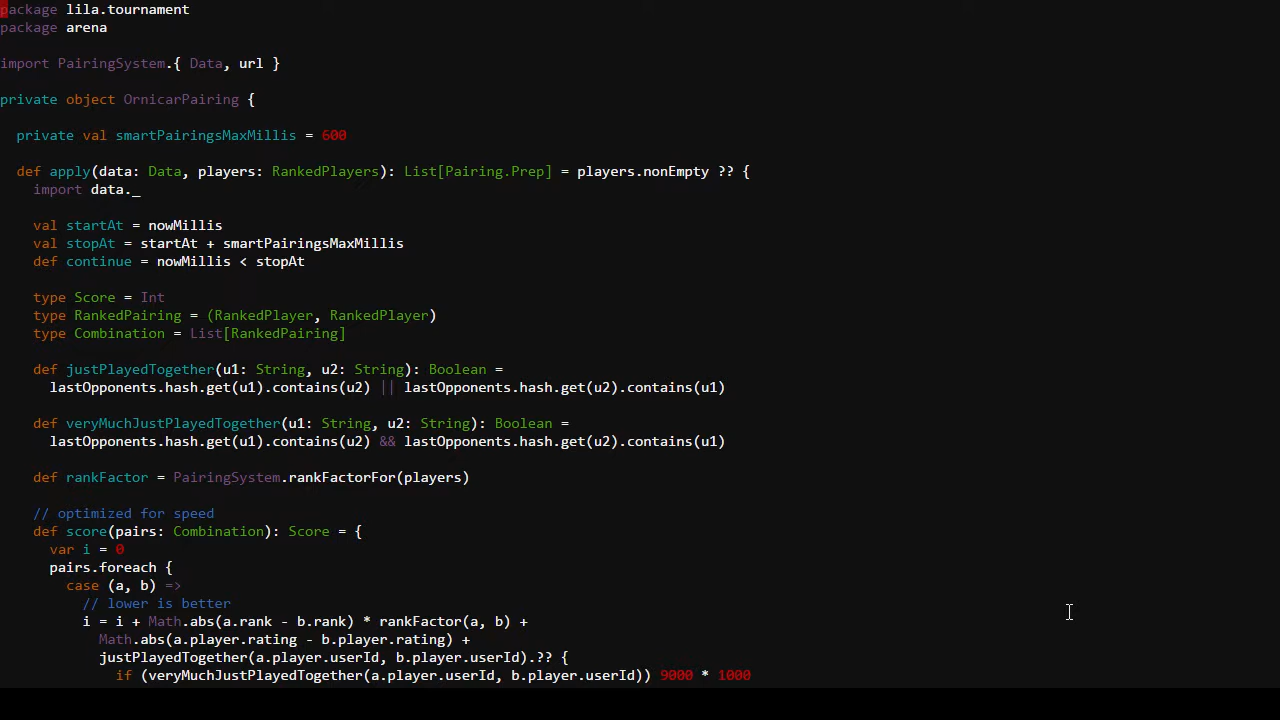 package lila.tournament
package arena
import PairingSystem.{ Data, url }
private object OrnicarPairing {
private val smartPairingsMaxMillis = 600
def apply(data: Data, players: RankedPlayers): List[Pairing.Prep] = players.nonEmpty ?? {
import data._
val startAt = nowMillis
val stopAt = startAt + smartPairingsMaxMillis
def continue = nowMillis < stopAt
type Score = Int
type RankedPairing = (RankedPlayer, RankedPlayer)
type Combination = List[RankedPairing]
def justPlayedTogether(u1: String, u2: String): Boolean =
lastOpponents.hash.get(u1).contains(u2) || lastOpponents.hash.get(u2).contains(u1)
def veryMuchJustPlayedTogether(u1: String, u2: String): Boolean =
lastOpponents.hash.get(u1).contains(u2) && lastOpponents.hash.get(u2).contains(u1)
def rankFactor = PairingSystem.rankFactorFor(players)
// optimized for speed
def score(pairs: Combination): Score = {
var i = 0
pairs.foreach {
case (a, b) =>
// lower is better
i = i + Math.abs(a.rank - b.rank) * rankFactor(a, b) +
Math.abs(a.player.rating - b.player.rating) +
justPlayedTogether(a.player.userId, b.player.userId).?? {
if (veryMuchJustPlayedTogether(a.player.userId, b.player.userId)) 9000 * 1000